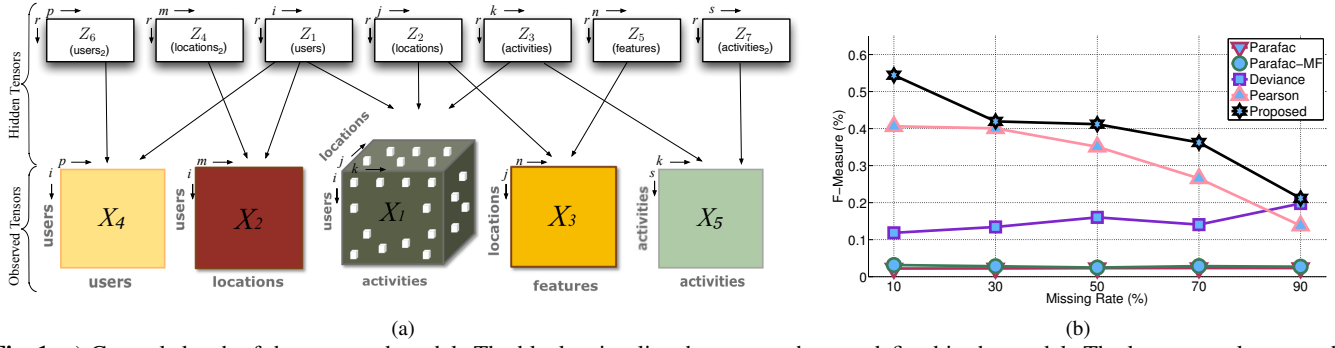 Hidden Tensors
Observed Tensors
p
r
Z6
(users2)
m
r
Z4
(locations2)
i
r
Z1
(users)
j
r
Z2
(locations)
k
r
Z3
(activities)
n
r
Z5
(features)
s
r
Z7
(activities2)
p
i
users
X4
users
m
i
users
X2
locations
locations
j
k
i
users
X1
activities
n
j
locations
X3
features
k
s
activities
X5
activities
(a)
F−Measure (%)
0.6
0.5
0.4
0.3
0.2
0.1
0
10 30 50 70 90
Missing Rate (%)
Parafac
Parafac−MF
Deviance
Pearson
Proposed
(b)